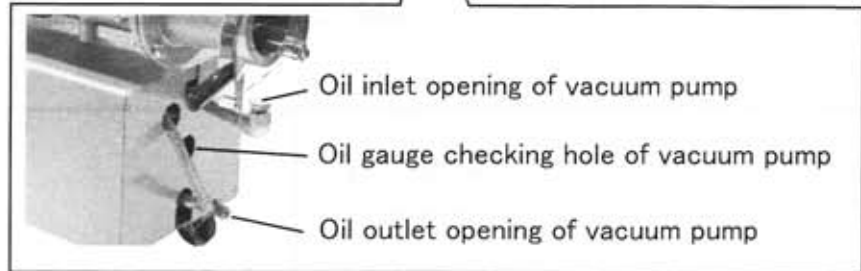 Oil inlet opening of vacuum pump
Oil gauge checking hole of vacuum pump
Oil outlet opening of vacuum pump